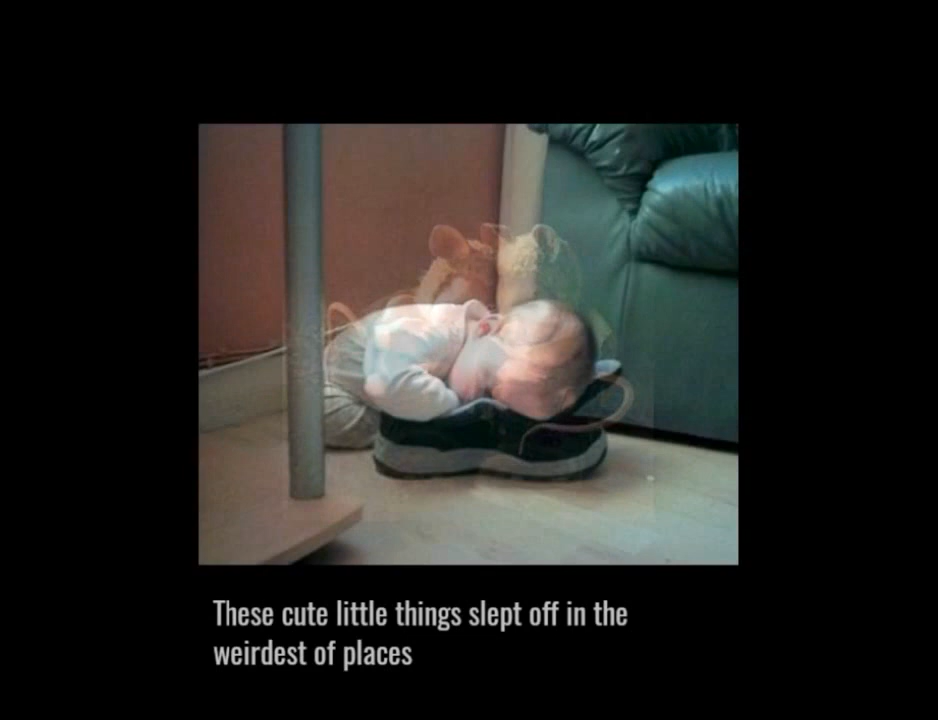 These cute little things slept off in the
weirdest of places